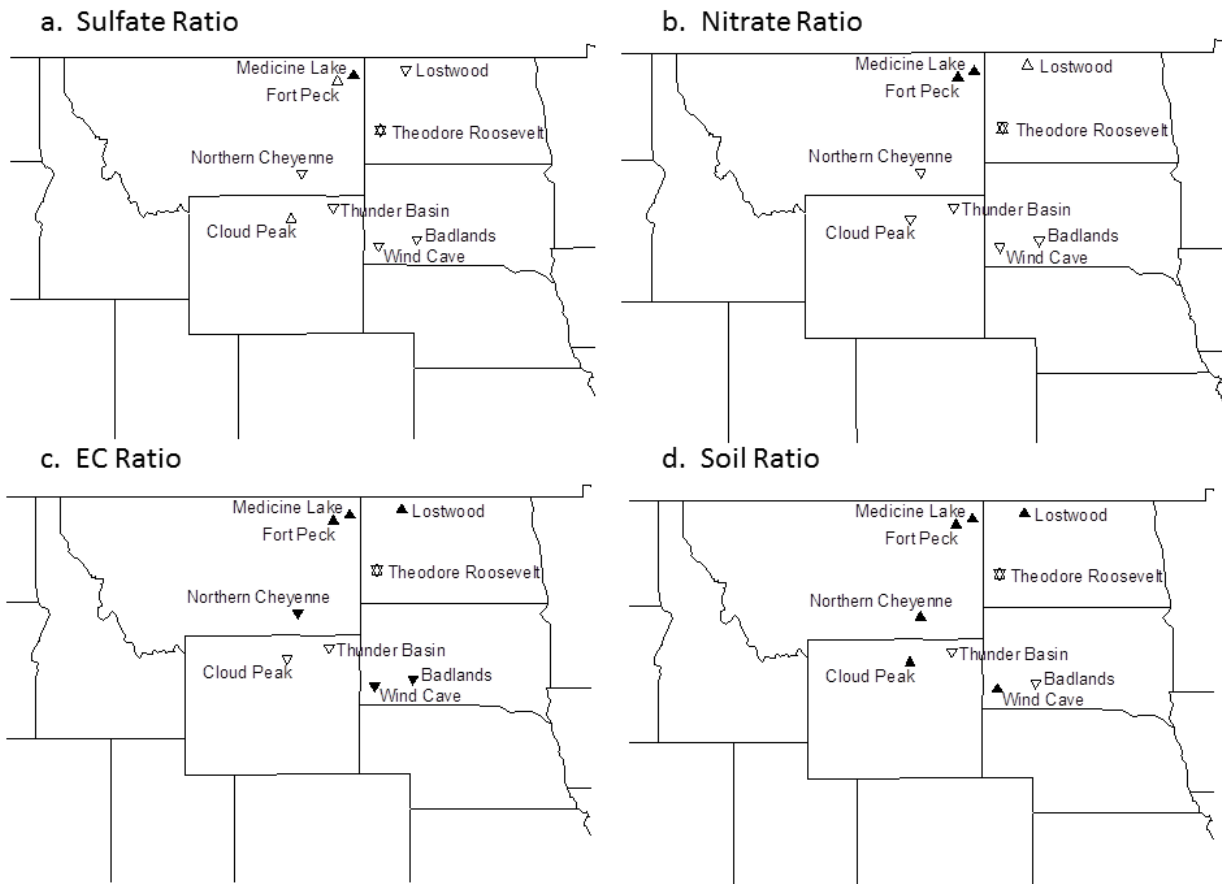 a. Sulfate Ratio
Medicine Lake
Lostwood
Fort Peck
Theodore Roosevelt
Northern Cheyenne
Thunder Basin
Cloud Peak
Badlands
Wind Cave
b. Nitrate Ratio
Medicine Lake
Lostwood
Fort Peck
Theodore Roosevelt
Northern Cheyenne
Thunder Basin
Cloud Peak
Badlands
Wind Cave
c. EC Ratio
Medicine Lake
Lostwood
Fort Peck
Theodore Roosevelt
Northern Cheyenne
Thunder Basin
Cloud Peak
Badlands
Wind Cave
d. Soil Ratio
Medicine Lake
Lostwood
Fort Peck
Theodore Roosevelt
Northern Cheyenne
Thunder Basin
Cloud Peak
Badlands
Wind Cave